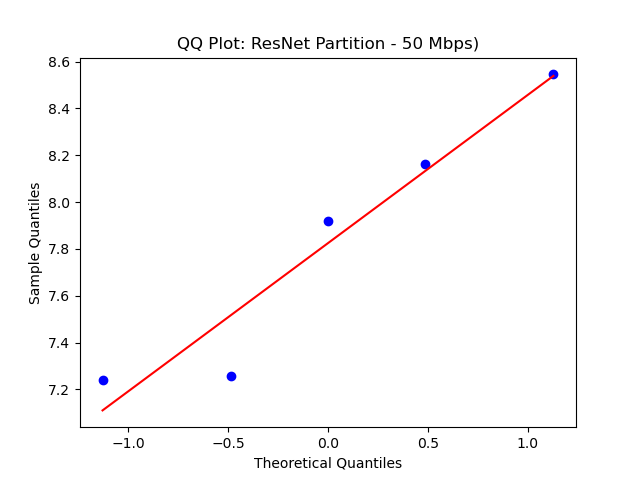 QQ Plot: ResNet Partition - 50 Mbps)
8.6
8.4
8.2
8.0
7.8
7.6
7.4
7.2
Sample Quantiles
−1.0 −0.5 0.0 0.5 1.0
Theoretical Quantiles